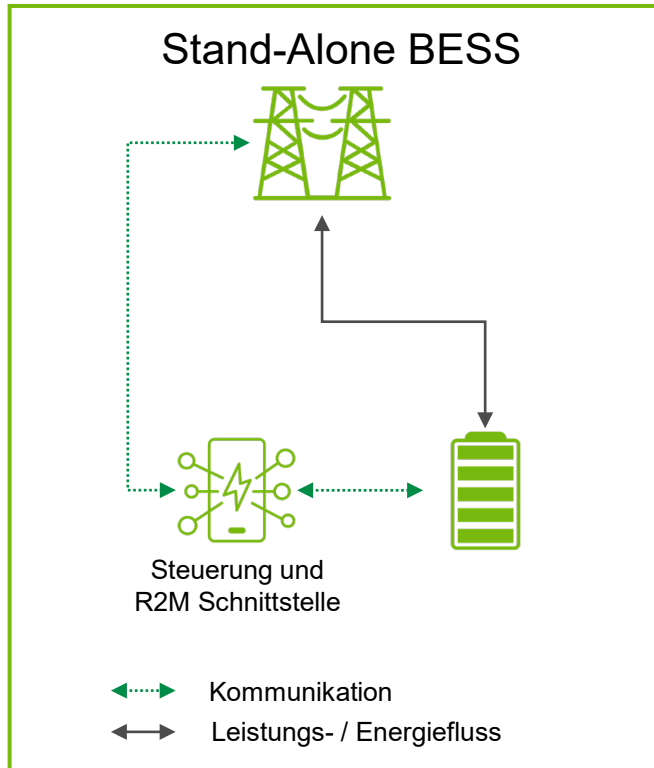 Stand-Alone BESS
Steuerung und
R2M Schnittstelle
Kommunikation
Leistungs- / Energiefluss